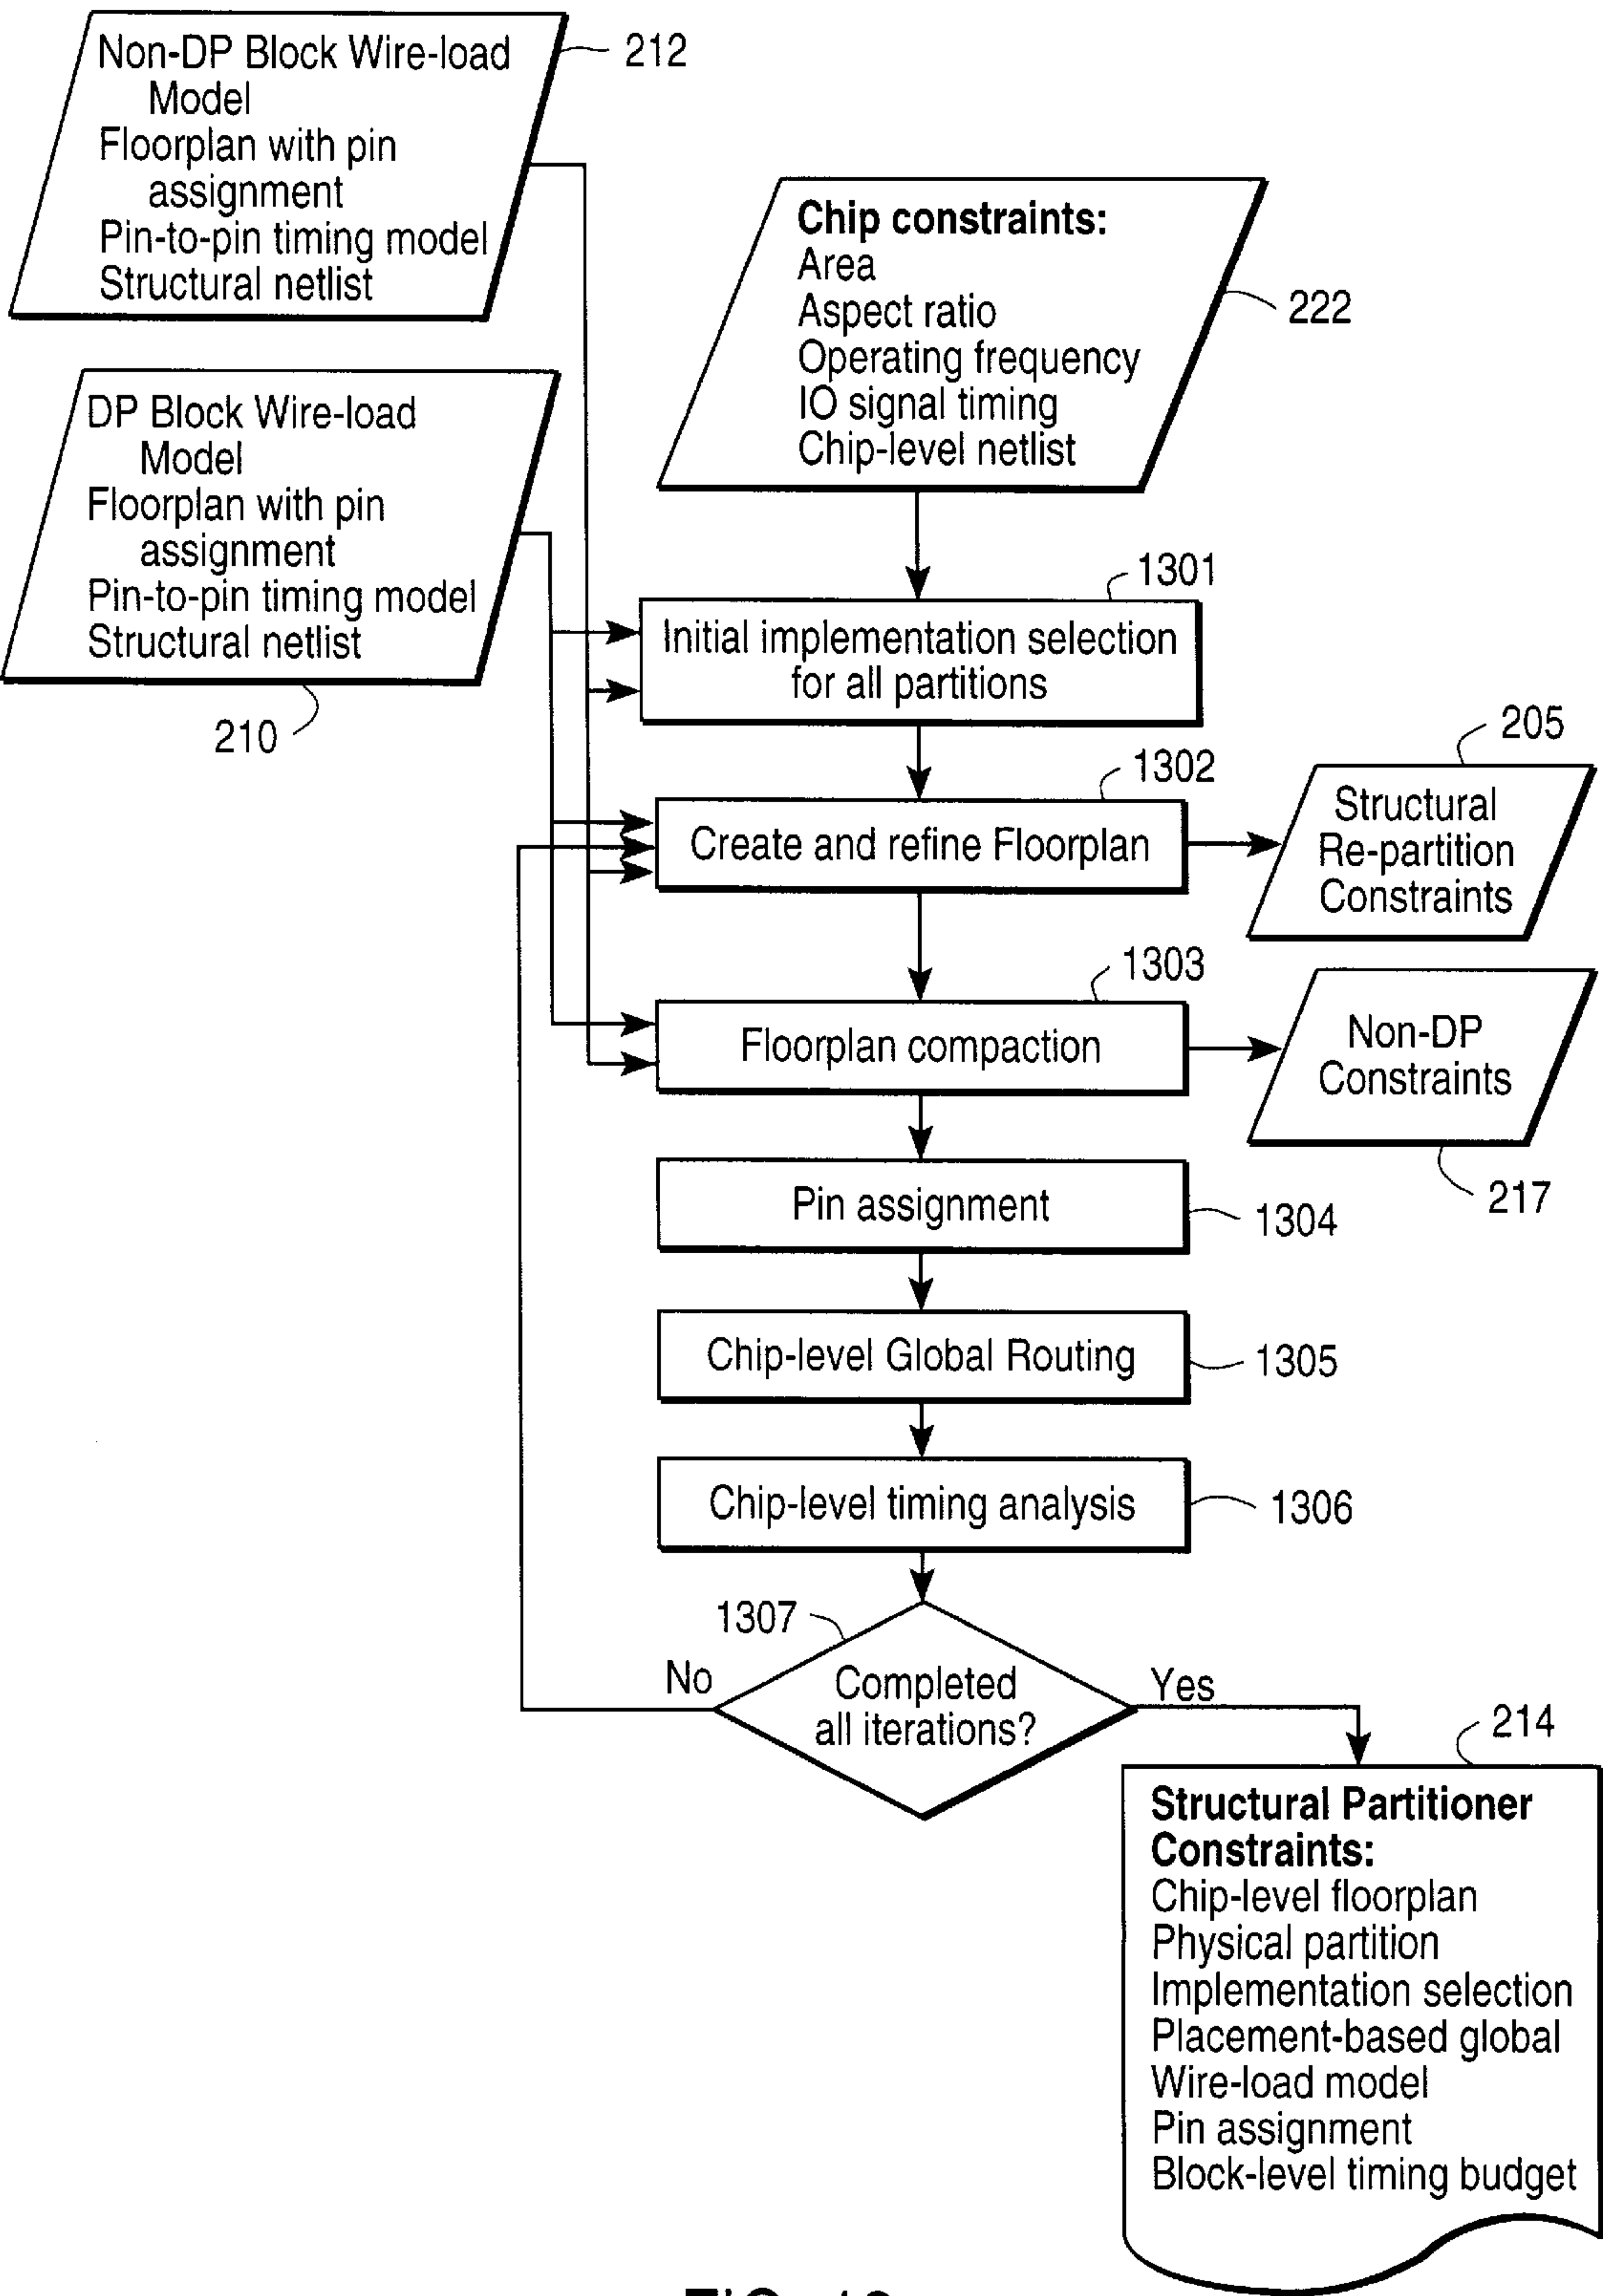 Non-DP Block Wire-load
Model
Floorplan with pin
assignment
Pin-to-pin timing model
Structural netlist
212
Chip constraints:
Area
Aspect ratio
Operating frequency
IO signal timing
Chip-level netlist
222
DP Block Wire-load
Model
Floorplan with pin
assignment
Pin-to-pin timing model
Structural netlist
210
1301
Initial implementation selection
for all partitions
1302
Create and refine Floorplan
205
Structural
Re-partition
Constraints
1303
Floorplan compaction
Non-DP
Constraints
217
Pin assignment
1304
Chip-level Global Routing
1305
Chip-level timing analysis
1306
1307
Completed
all iterations?
No
Yes
214
Structural Partitioner
Constraints:
Chip-level floorplan
Physical partition
Implementation selection
Placement-based global
Wire-load model
Pin assignment
Block-level timing budget